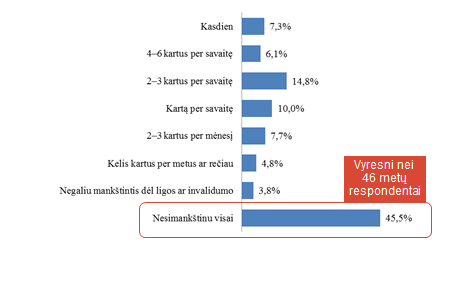 Kasdien 7,3%
4–6 kartus per savaitę 6,1%
2–3 kartus per savaitę 14,8%
Kartą per savaitę 10,0%
2–3 kartus per mėnesį 7,7%
Kelis kartus per metus ar rečiau 4,8%
Negaliu mankštintis dėl ligos ar invalidumo 3,8%
Vyresni nei
46 metų
respondentai
Nesimankštinu visai 45,5%